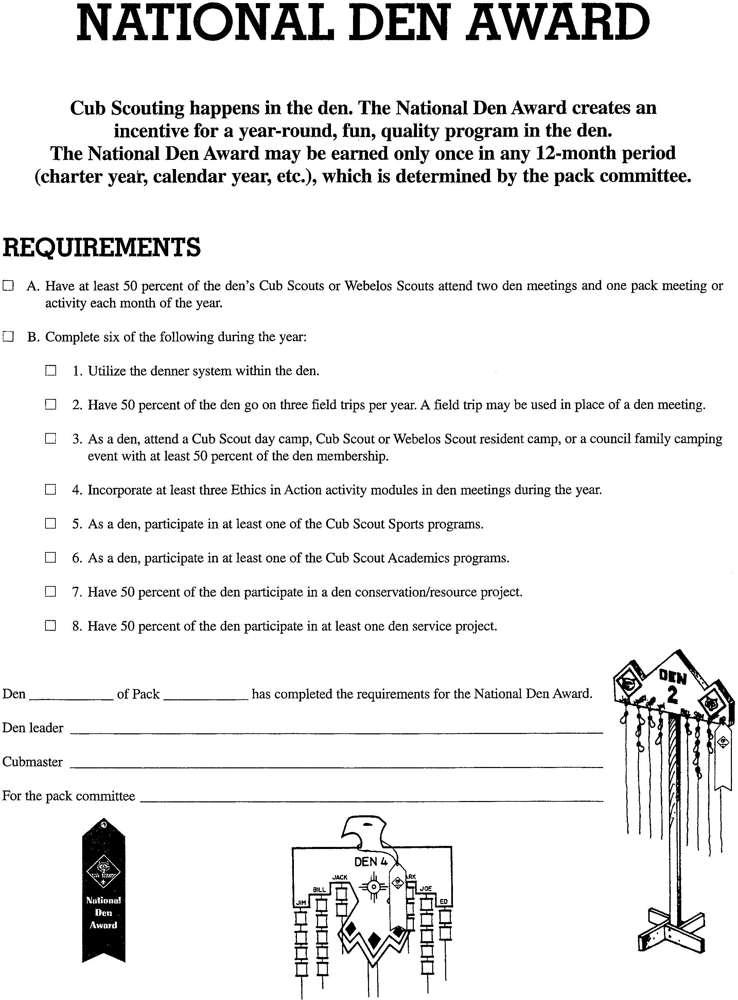 NATIONAL DEN AWARD
Cub Scouting happens in the den. The National Den Award creates an
incentive for a year-round, fun, quality program in the den.
The National Den Award may be earned only once in any 12-month period
(charter year, calendar year, etc.), which is determined by the pack committee.
REQUIREMENTS
☐ A. Have at least 50 percent of the den’s Cub Scouts or Webelos Scouts attend two den meetings and one pack meeting or
activity each month of the year.
☐ B. Complete six of the following during the year:
☐ 1. Utilize the denner system within the den.
☐ 2. Have 50 percent of the den go on three field trips per year. A field trip may be used in place of a den meeting.
☐ 3. As a den, attend a Cub Scout day camp, Cub Scout or Webelos Scout resident camp, or a council family camping
event with at least 50 percent of the den membership.
☐ 4. Incorporate at least three Ethics in Action activity modules in den meetings during the year.
☐ 5. As a den, participate in at least one of the Cub Scout Sports programs.
☐ 6. As a den, participate in at least one of the Cub Scout Academics programs.
☐ 7. Have 50 percent of the den participate in a den conservation/resource project.
☐ 8. Have 50 percent of the den participate in at least one den service project.
Den ____________ of Pack ____________ has completed the requirements for the National Den Award.
Den leader ____________
Cubmaster ____________
For the pack committee ____________
DEN
2
CUB SCOUTS
National
Den
Award
DEN 4
JACK
RK
BILL
JOE
JIM
ED